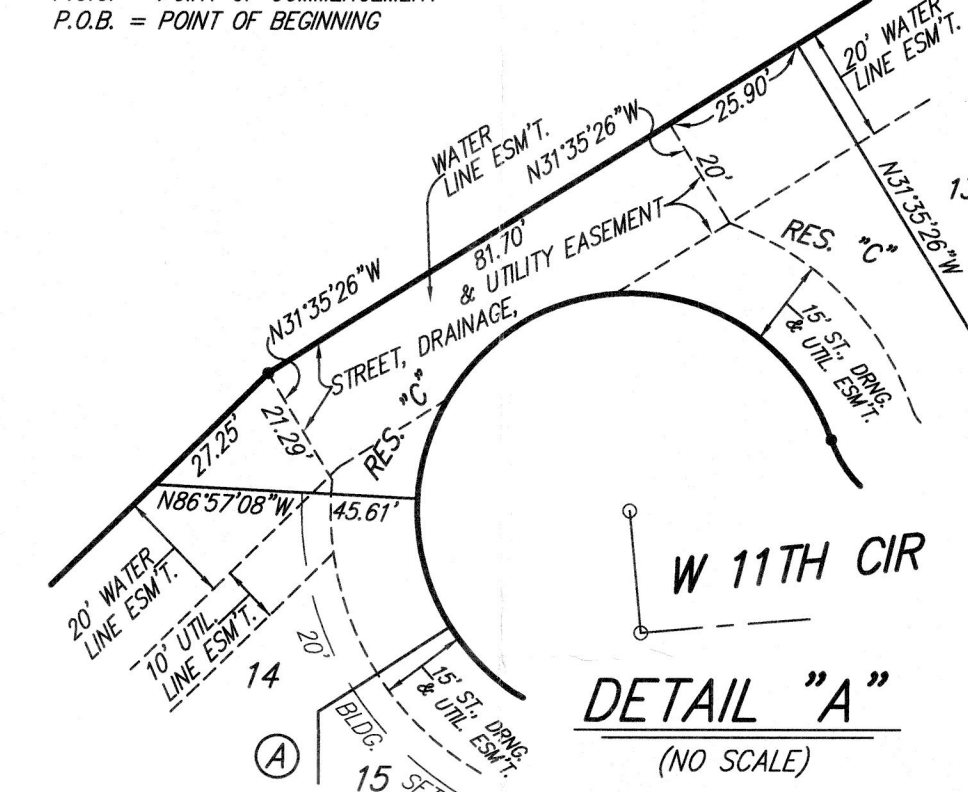 P.O.B. = POINT OF BEGINNING
20' WATER
LINE ESM'T.
25.90'
WATER
LINE ESM'T.
N31°35'26"W
20'
N31°35'26"W
81.70'
& UTILITY EASEMENT
STREET, DRAINAGE,
RES. "C"
N31°35'26"W
15' ST., DRNG.
& UTIL. ESM'T.
21.29'
RES. "C"
27.25'
N86°57'08"W
45.61'
W 11TH CIR
20' WATER
LINE ESM'T.
10' UTIL.
LINE ESM'T.
20'
14
BLDG.
15' ST., DRNG.
& UTIL. ESM'T.
A
15
DETAIL "A"
(NO SCALE)